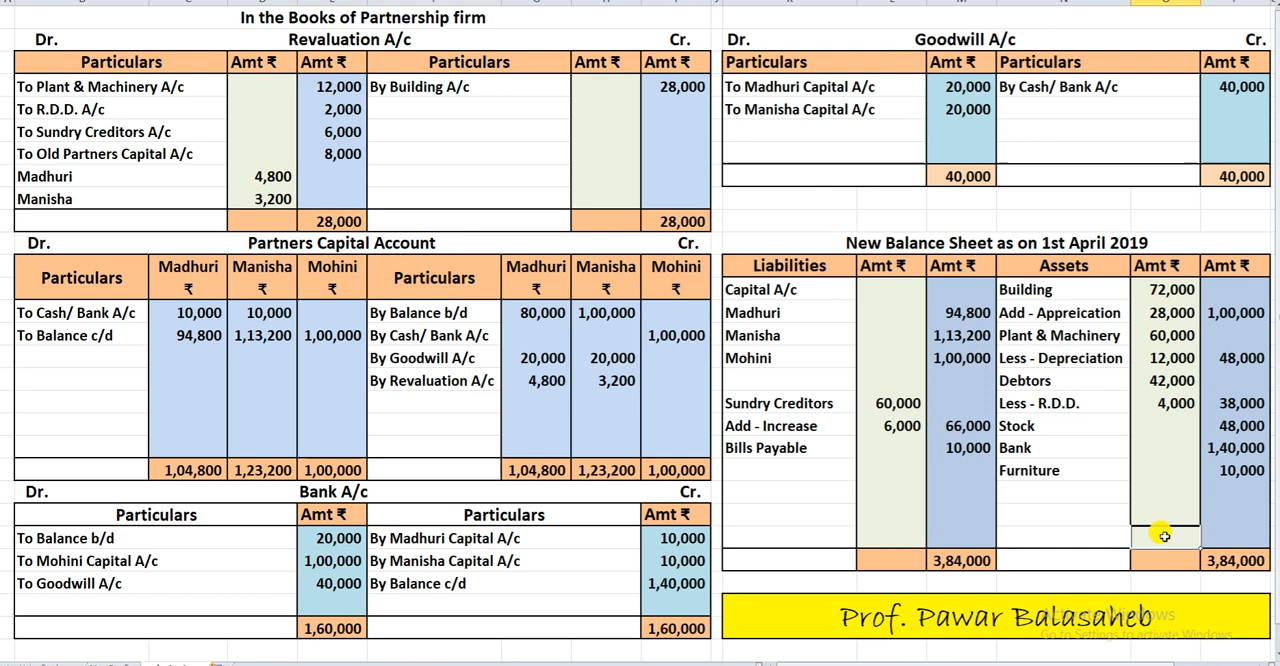 In the Books of Partnership firm
Dr. Revaluation A/c Cr.
Particulars Amt ₹ Amt ₹ Particulars Amt ₹ Amt ₹
To Plant & Machinery A/c 12,000 By Building A/c 28,000
To R.D.D. A/c 2,000
To Sundry Creditors A/c 6,000
To Old Partners Capital A/c 8,000
Madhuri 4,800
Manisha 3,200
28,000 28,000
Dr. Goodwill A/c Cr.
Particulars Amt ₹ Particulars Amt ₹
To Madhuri Capital A/c 20,000 By Cash/ Bank A/c 40,000
To Manisha Capital A/c 20,000
40,000 40,000
Dr. Partners Capital Account Cr.
Particulars Madhuri ₹ Manisha ₹ Mohini ₹ Particulars Madhuri ₹ Manisha ₹ Mohini ₹
To Cash/ Bank A/c 10,000 10,000 By Balance b/d 80,000 1,00,000
To Balance c/d 94,800 1,13,200 1,00,000 By Cash/ Bank A/c 1,00,000
By Goodwill A/c 20,000 20,000
By Revaluation A/c 4,800 3,200
1,04,800 1,23,200 1,00,000 1,04,800 1,23,200 1,00,000
New Balance Sheet as on 1st April 2019
Liabilities Amt ₹ Amt ₹ Assets Amt ₹ Amt ₹
Capital A/c Building 72,000
Madhuri 94,800 Add - Appreication 28,000 1,00,000
Manisha 1,13,200 Plant & Machinery 60,000
Mohini 1,00,000 Less - Depreciation 12,000 48,000
Debtors 42,000
Sundry Creditors 60,000 Less - R.D.D. 4,000 38,000
Add - Increase 6,000 66,000 Stock 48,000
Bills Payable 10,000 Bank 1,40,000
Furniture 10,000
3,84,000 3,84,000
Dr. Bank A/c Cr.
Particulars Amt ₹ Particulars Amt ₹
To Balance b/d 20,000 By Madhuri Capital A/c 10,000
To Mohini Capital A/c 1,00,000 By Manisha Capital A/c 10,000
To Goodwill A/c 40,000 By Balance c/d 1,40,000
1,60,000 1,60,000
Prof. Pawar Balasaheb
Activate Windows
Go to Settings to activate Windows.